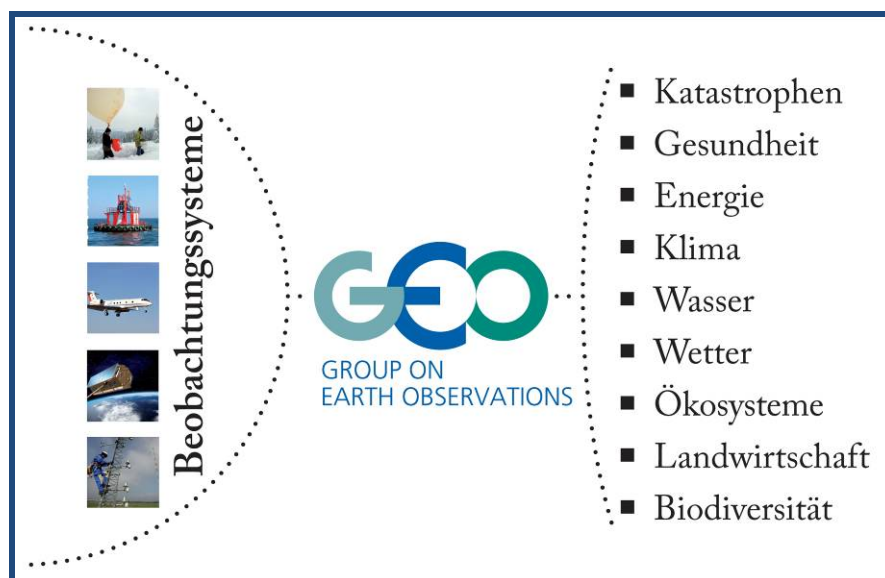 Beobachtungssysteme
GEO
GROUP ON
EARTH OBSERVATIONS
Katastrophen
Gesundheit
Energie
Klima
Wasser
Wetter
Ökosysteme
Landwirtschaft
Biodiversität